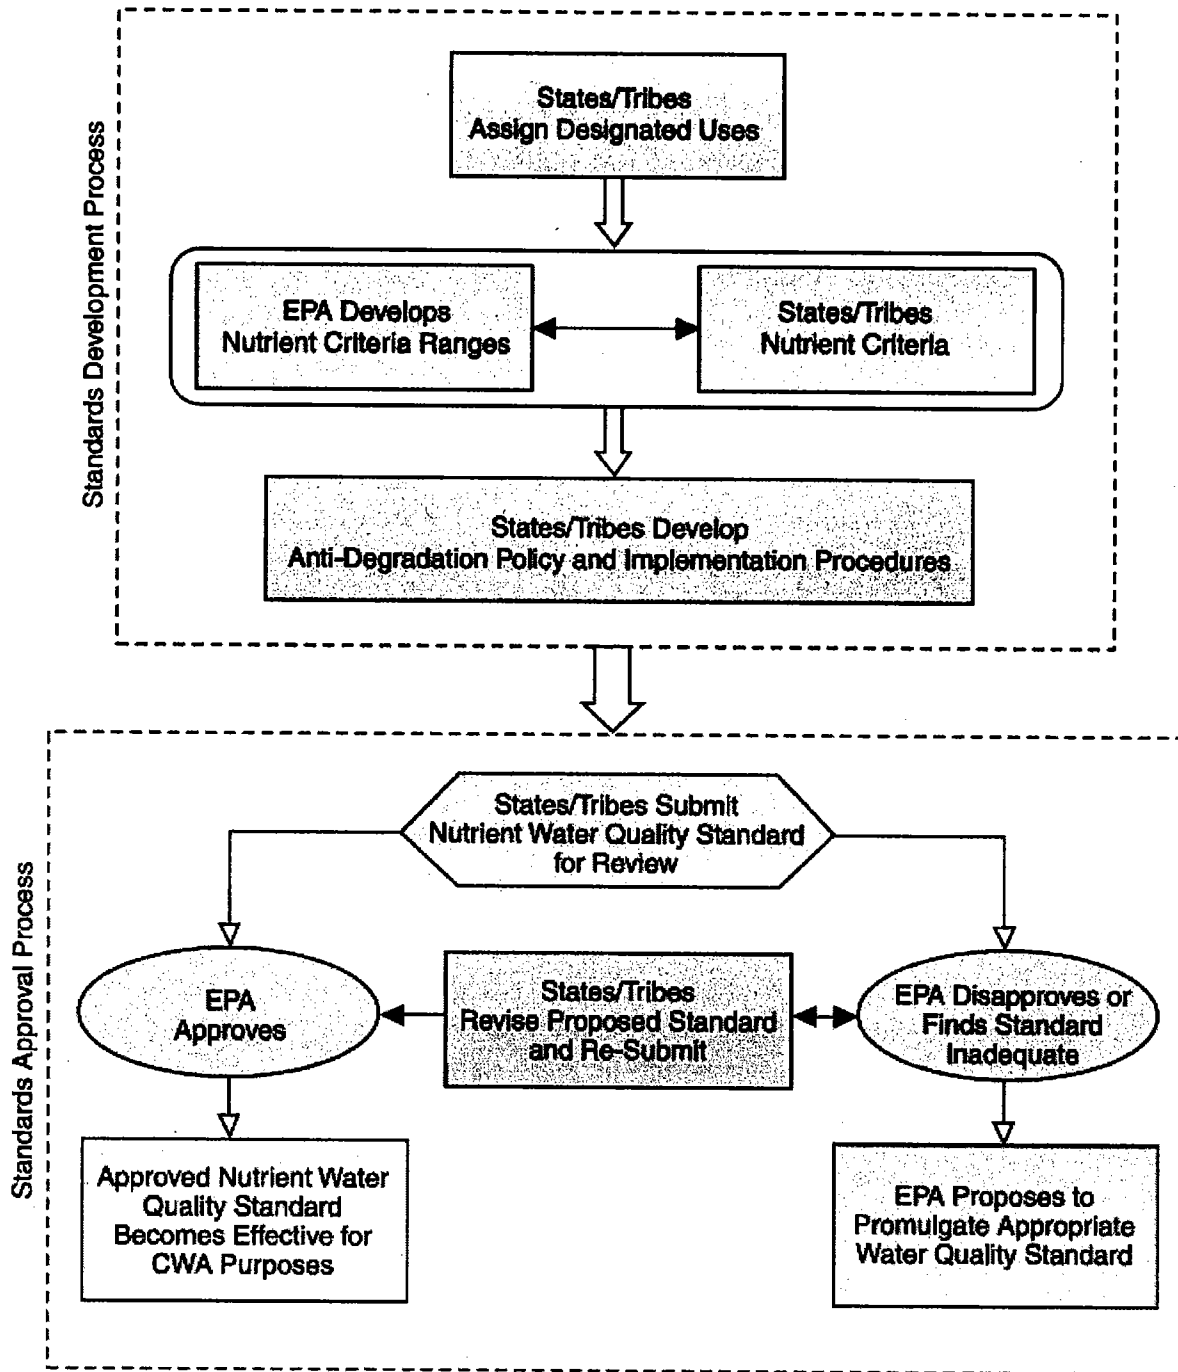 Standards Development Process
States/Tribes
Assign Designated Uses
EPA Develops
Nutrient Criteria Ranges
States/Tribes
Nutrient Criteria
States/Tribes Develop
Anti-Degradation Policy and Implementation Procedures
Standards Approval Process
States/Tribes Submit
Nutrient Water Quality Standard
for Review
EPA
Approves
States/Tribes
Revise Proposed Standard
and Re-Submit
EPA Disapproves or
Finds Standard
Inadequate
Approved Nutrient Water
Quality Standard
Becomes Effective for
CWA Purposes
EPA Proposes to
Promulgate Appropriate
Water Quality Standard